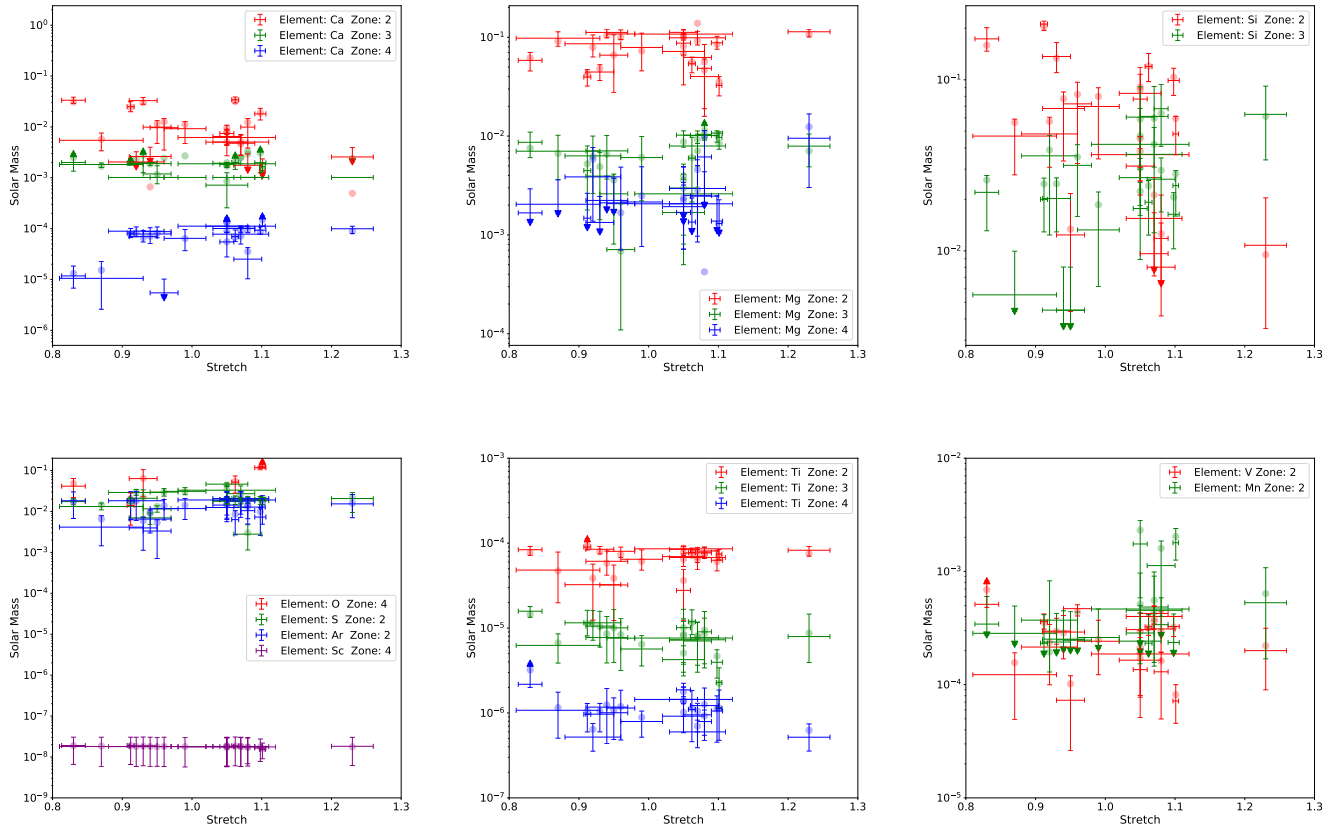 Element: Ca Zone: 2
Element: Ca Zone: 3
Element: Ca Zone: 4
10^0
10^-1
10^-2
10^-3
10^-4
10^-5
10^-6
Solar Mass
0.8 0.9 1.0 1.1 1.2 1.3
Stretch
Element: Mg Zone: 2
Element: Mg Zone: 3
Element: Mg Zone: 4
10^-1
10^-2
10^-3
10^-4
Solar Mass
0.8 0.9 1.0 1.1 1.2 1.3
Stretch
Element: Si Zone: 2
Element: Si Zone: 3
10^-1
10^-2
Solar Mass
0.8 0.9 1.0 1.1 1.2 1.3
Stretch
Element: O Zone: 4
Element: S Zone: 2
Element: Ar Zone: 2
Element: Sc Zone: 4
10^-1
10^-2
10^-3
10^-4
10^-5
10^-6
10^-7
10^-8
10^-9
Solar Mass
0.8 0.9 1.0 1.1 1.2 1.3
Stretch
Element: Ti Zone: 2
Element: Ti Zone: 3
Element: Ti Zone: 4
10^-3
10^-4
10^-5
10^-6
10^-7
Solar Mass
0.8 0.9 1.0 1.1 1.2 1.3
Stretch
Element: V Zone: 2
Element: Mn Zone: 2
10^-2
10^-3
10^-4
10^-5
Solar Mass
0.8 0.9 1.0 1.1 1.2 1.3
Stretch